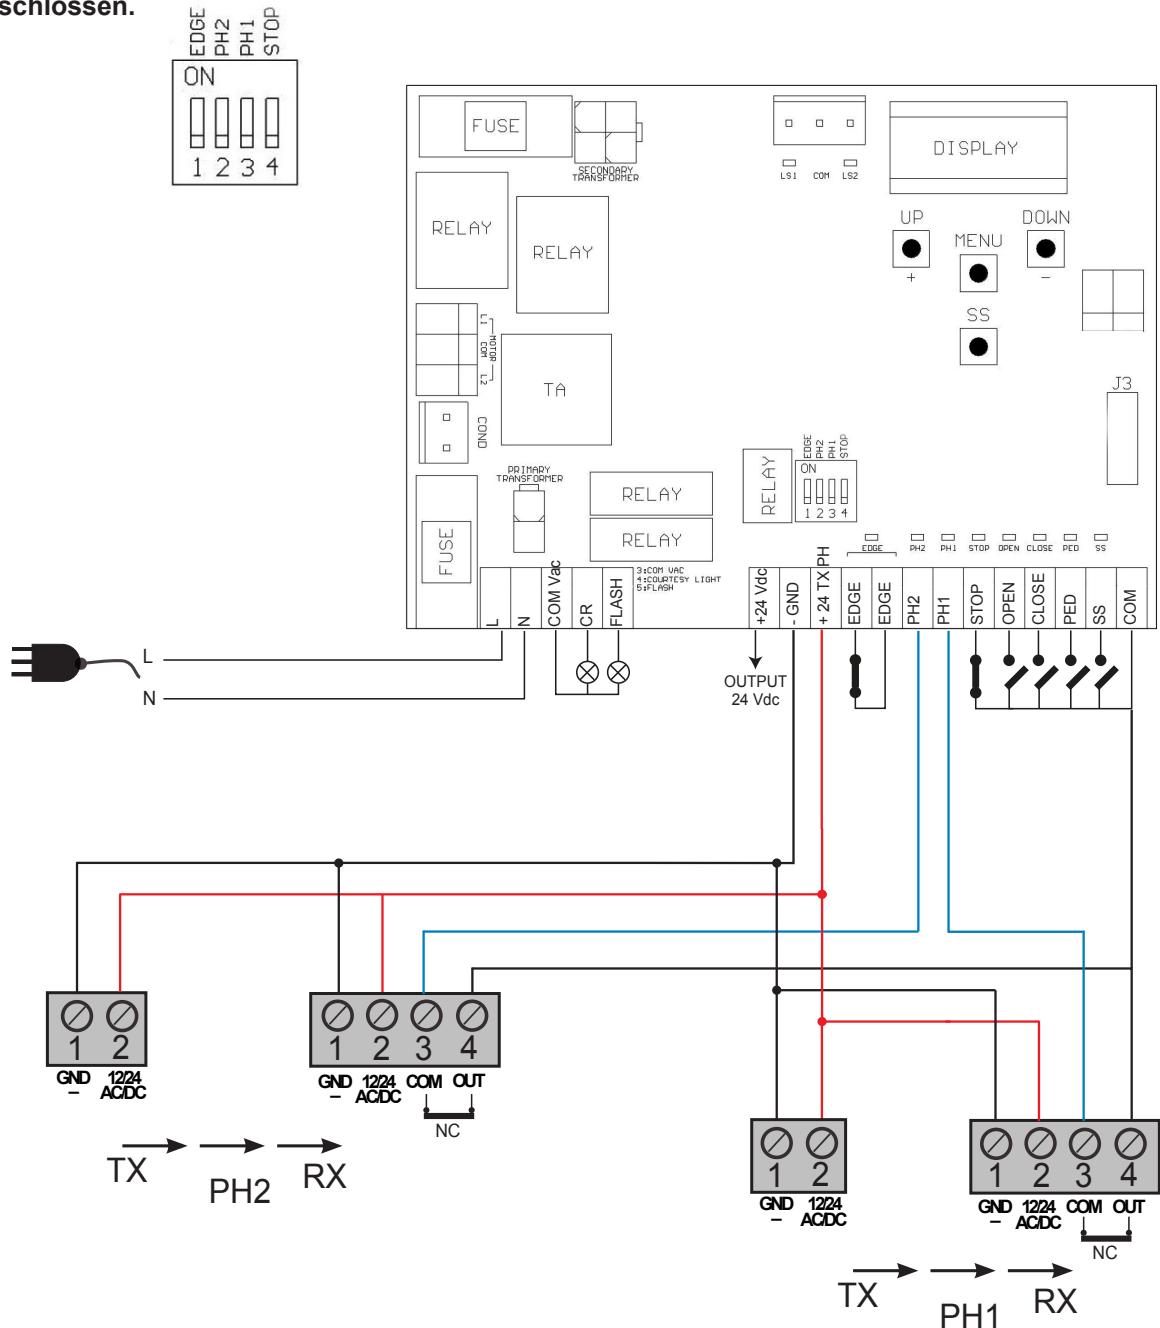 schlossen.
EDGE
PH2
PH1
STOP
ON
1 2 3 4
FUSE
SECONDARY
TRANSFORMER
LS1 COM LS2
DISPLAY
RELAY
RELAY
UP
+
MENU
DOWN
-
SS
L1
MOTOR
COM
L2
TA
COND
J3
PRIMARY
TRANSFORMER
RELAY
RELAY
RELAY
EDGE
PH2
PH1
STOP
ON
1 2 3 4
FUSE
3:COM VAC
4:COURTESY LIGHT
5:FLASH
EDGE PH2 PH1 STOP OPEN CLOSE PED SS
L
N
COM Vac
CR
FLASH
+24 Vdc
- GND
+ 24 TX PH
EDGE
EDGE
PH2
PH1
STOP
OPEN
CLOSE
PED
SS
COM
L
N
OUTPUT
24 Vdc
1 2
GND 12/24
– AC/DC
1 2 3 4
GND 12/24 COM OUT
– AC/DC
NC
TX PH2 RX
1 2
GND 12/24
– AC/DC
1 2 3 4
GND 12/24 COM OUT
– AC/DC
NC
TX PH1 RX